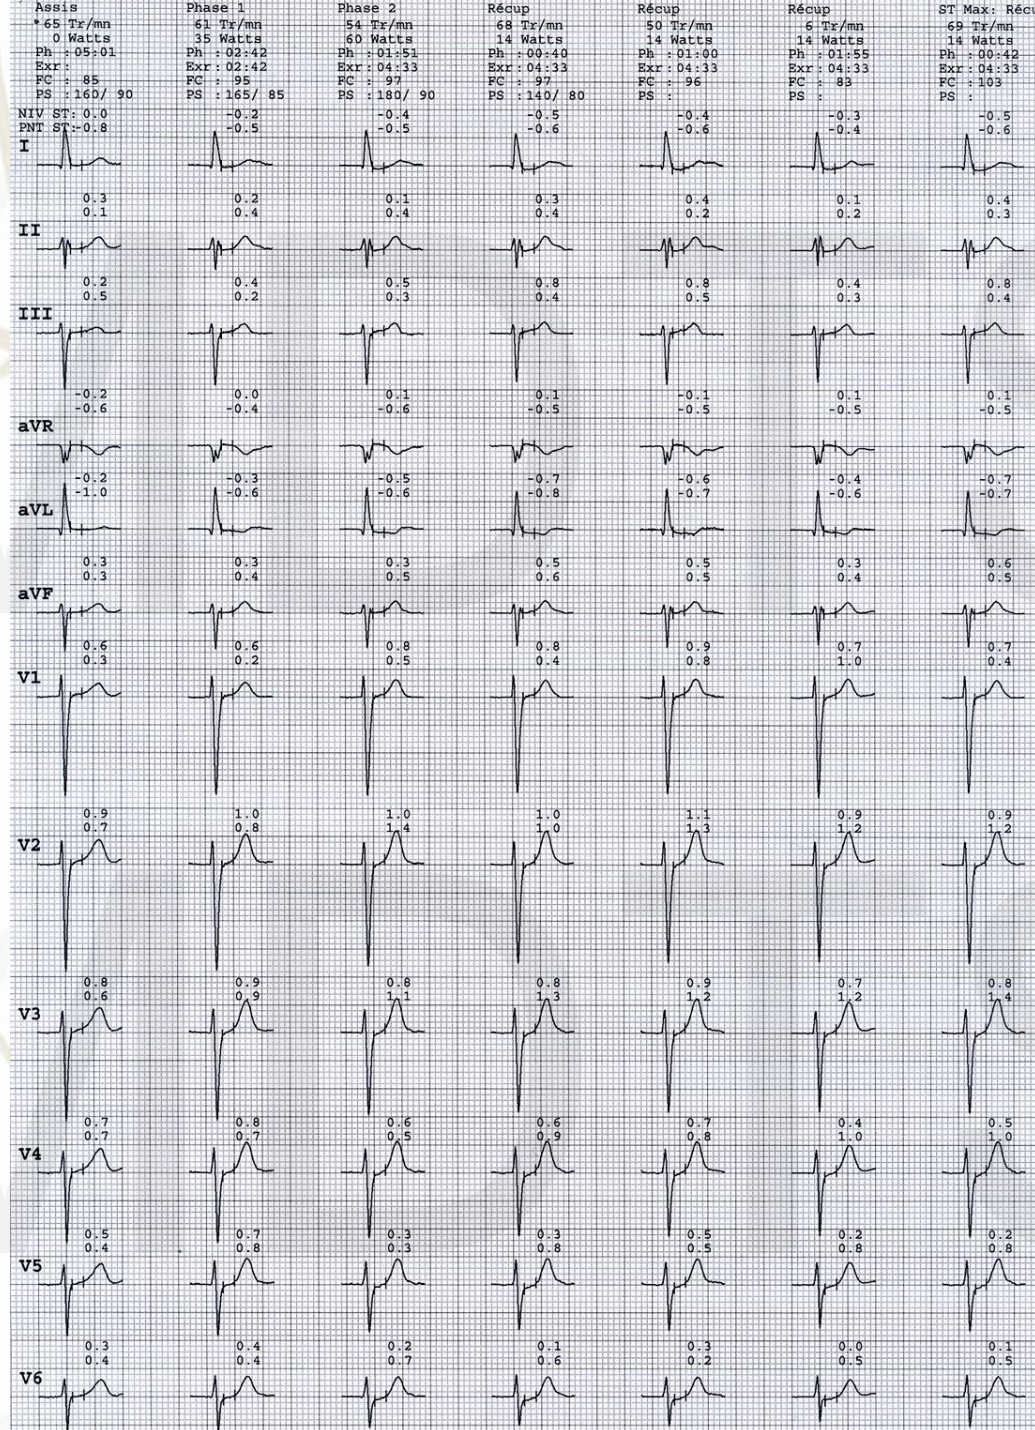 Assis Phase 1 Phase 2 Récup Récup Récup ST Max: Récu
*65 Tr/mn 61 Tr/mn 54 Tr/mn 68 Tr/mn 50 Tr/mn 6 Tr/mn 69 Tr/mn
0 Watts 35 Watts 60 Watts 14 Watts 14 Watts 14 Watts 14 Watts
Ph :05:01 Ph :02:42 Ph :01:51 Ph :00:40 Ph :01:00 Ph :01:55 Ph :00:42
Exr: Exr:02:42 Exr:04:33 Exr:04:33 Exr:04:33 Exr:04:33 Exr:04:33
FC : 85 FC : 95 FC : 97 FC : 97 FC : 96 FC : 83 FC :103
PS :160/ 90 PS :165/ 85 PS :180/ 90 PS :140/ 80 PS : PS : PS :
NIV ST: 0.0 -0.2 -0.4 -0.5 -0.4 -0.3 -0.5
PNT ST:-0.8 -0.5 -0.5 -0.6 -0.6 -0.4 -0.6
I
0.3 0.2 0.1 0.3 0.4 0.1 0.4
0.1 0.4 0.4 0.4 0.2 0.2 0.3
II
0.2 0.4 0.5 0.8 0.8 0.4 0.8
0.5 0.2 0.3 0.4 0.5 0.3 0.4
III
-0.2 0.0 0.1 0.1 -0.1 0.1 0.1
-0.6 -0.4 -0.6 -0.5 -0.5 -0.5 -0.5
aVR
-0.2 -0.3 -0.5 -0.7 -0.6 -0.4 -0.7
-1.0 -0.6 -0.6 -0.8 -0.7 -0.6 -0.7
aVL
0.3 0.3 0.3 0.5 0.5 0.3 0.6
0.3 0.4 0.5 0.6 0.5 0.4 0.5
aVF
0.6 0.6 0.8 0.8 0.9 0.7 0.7
0.3 0.2 0.5 0.4 0.8 1.0 0.4
V1
0.9 1.0 1.0 1.0 1.1 0.9 0.9
0.7 0.8 1.4 1.0 1.3 1.2 1.2
V2
0.8 0.9 0.8 0.8 0.9 0.7 0.8
0.6 0.9 1.1 1.3 1.2 1.2 1.4
V3
0.7 0.8 0.6 0.6 0.7 0.4 0.5
0.7 0.7 0.5 0.9 0.8 1.0 1.0
V4
0.5 0.7 0.3 0.3 0.5 0.2 0.2
0.4 0.8 0.3 0.8 0.5 0.8 0.8
V5
0.3 0.4 0.2 0.1 0.3 0.0 0.1
0.4 0.4 0.7 0.6 0.2 0.5 0.5
V6